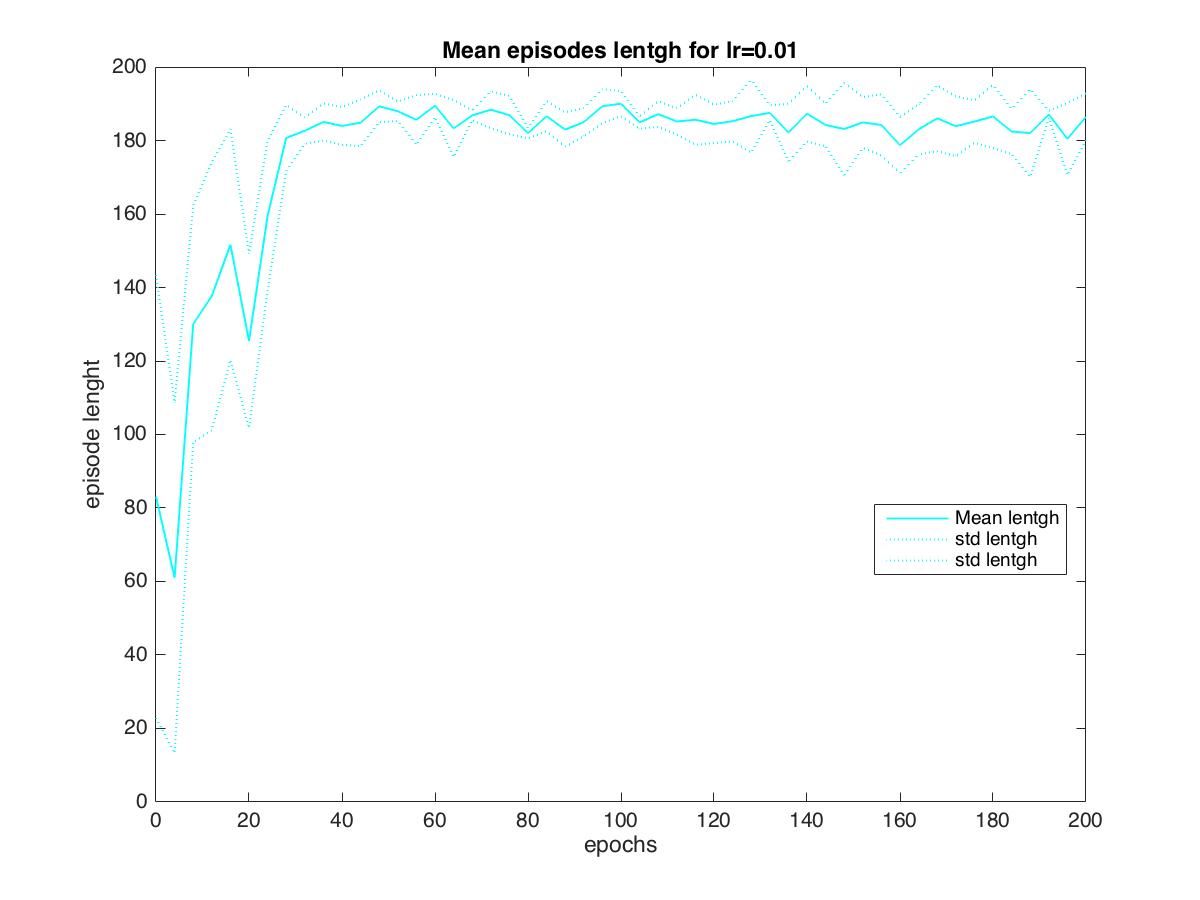 Mean episodes lentgh for lr=0.01
200
180
160
140
120
100
80
60
40
20
0
episode lenght
Mean lentgh
std lentgh
std lentgh
0 20 40 60 80 100 120 140 160 180 200
epochs